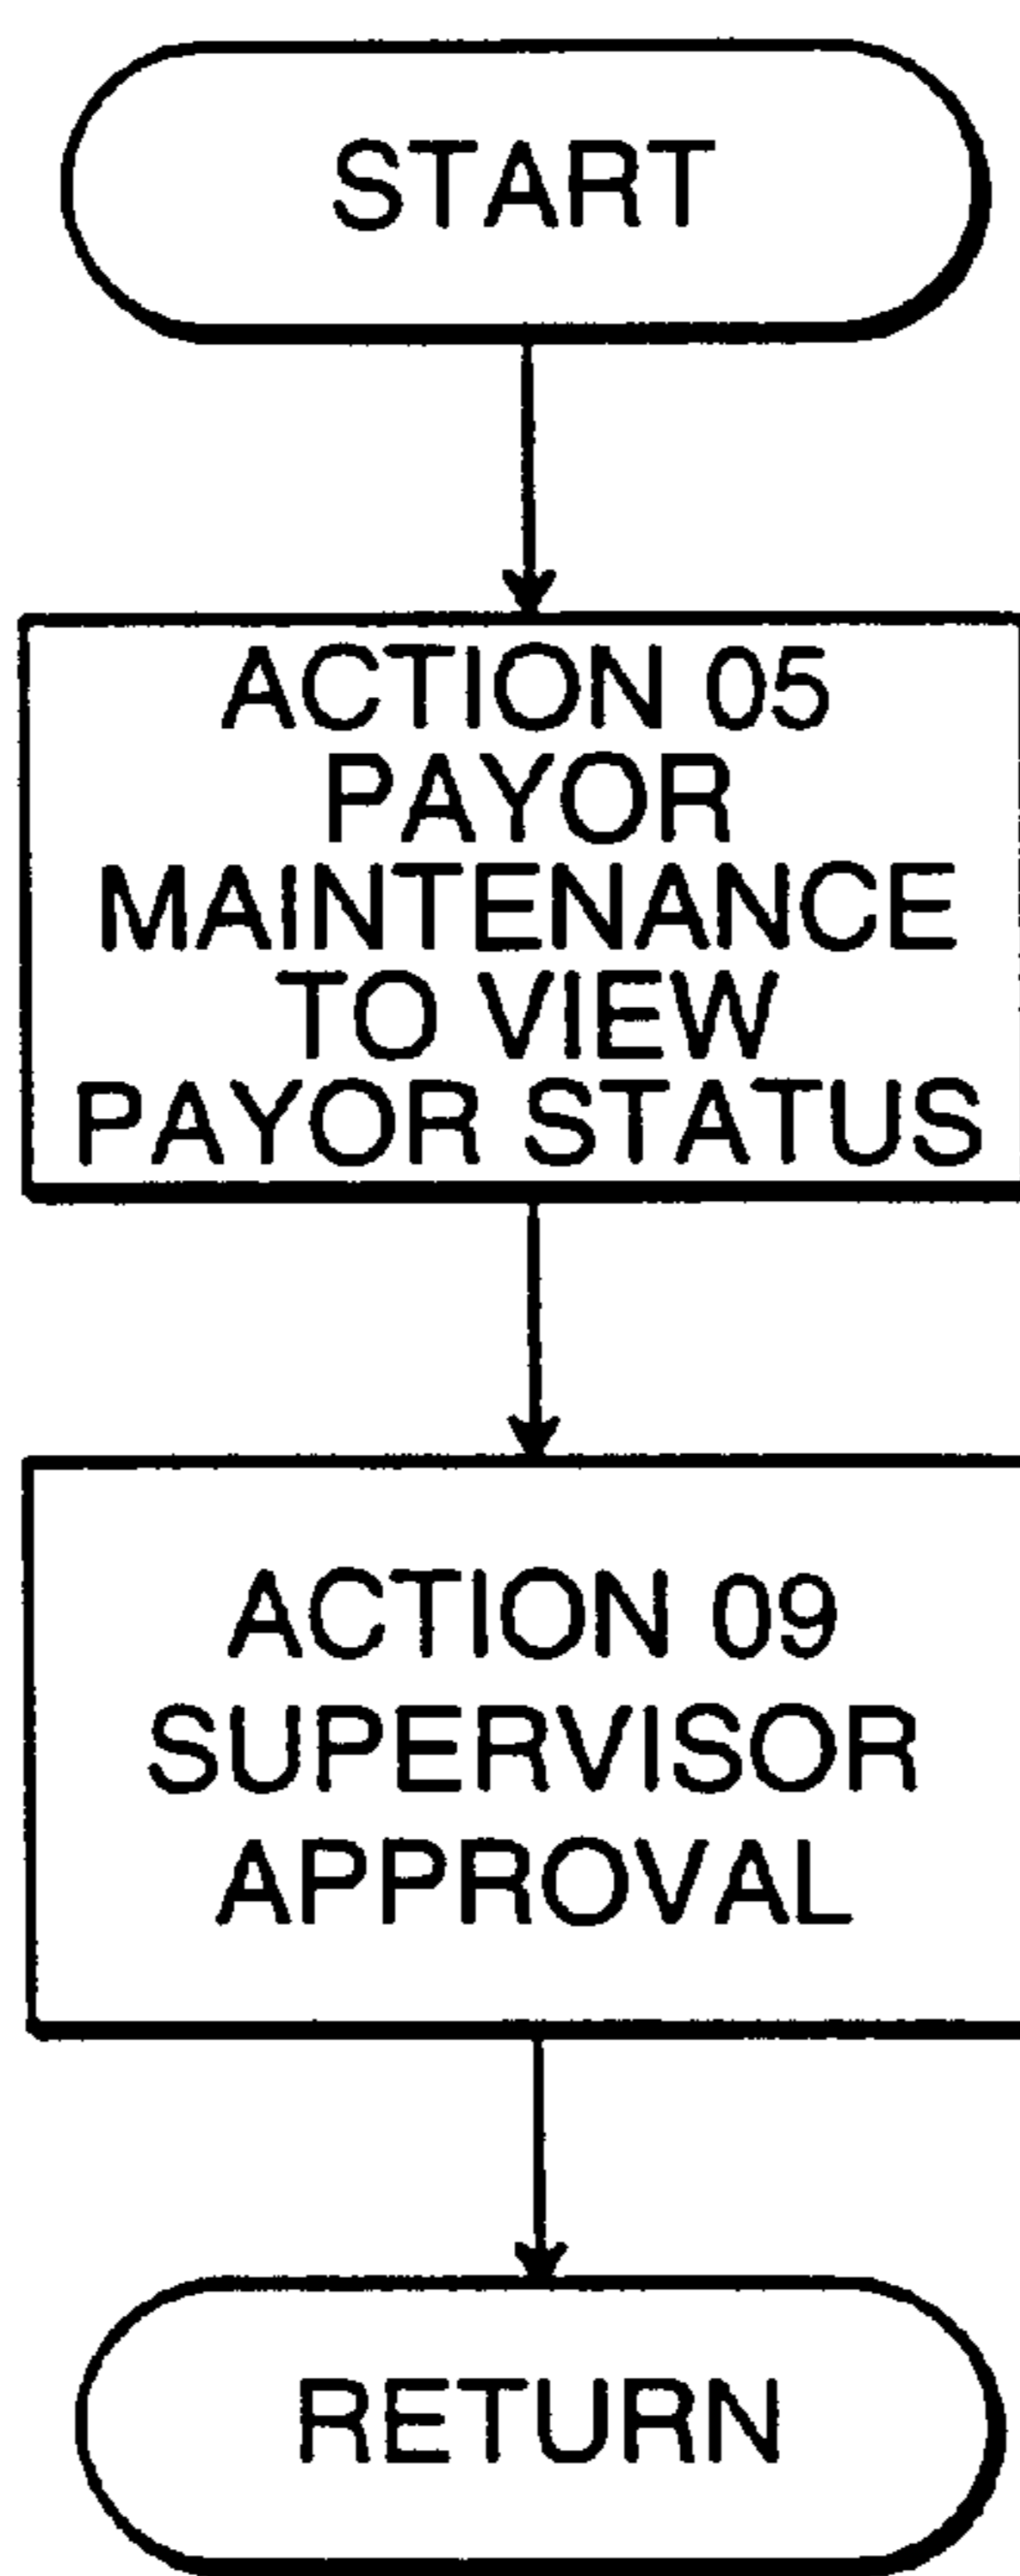 START
ACTION 05
PAYOR
MAINTENANCE
TO VIEW
PAYOR STATUS
ACTION 09
SUPERVISOR
APPROVAL
RETURN